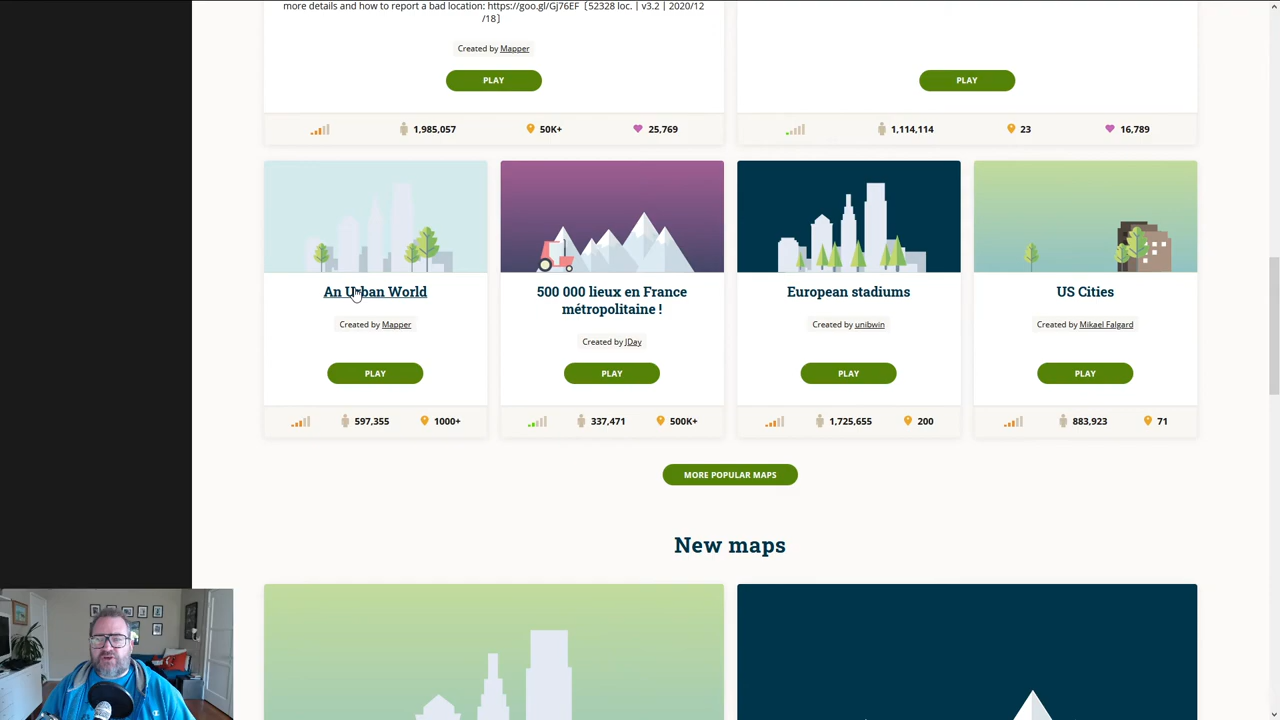 more details and how to report a bad location: https://goo.gl/Gj76EF [52328 loc. | v3.2 | 2020/12
/18]
Created by Mapper
PLAY
PLAY
1,985,057
50K+
25,769
1,114,114
23
16,789
An Urban World
500 000 lieux en France
métropolitaine !
European stadiums
US Cities
Created by Mapper
Created by JDay
Created by unibwin
Created by Mikael Falgard
PLAY
PLAY
PLAY
PLAY
597,355
1000+
337,471
500K+
1,725,655
200
883,923
71
MORE POPULAR MAPS
New maps